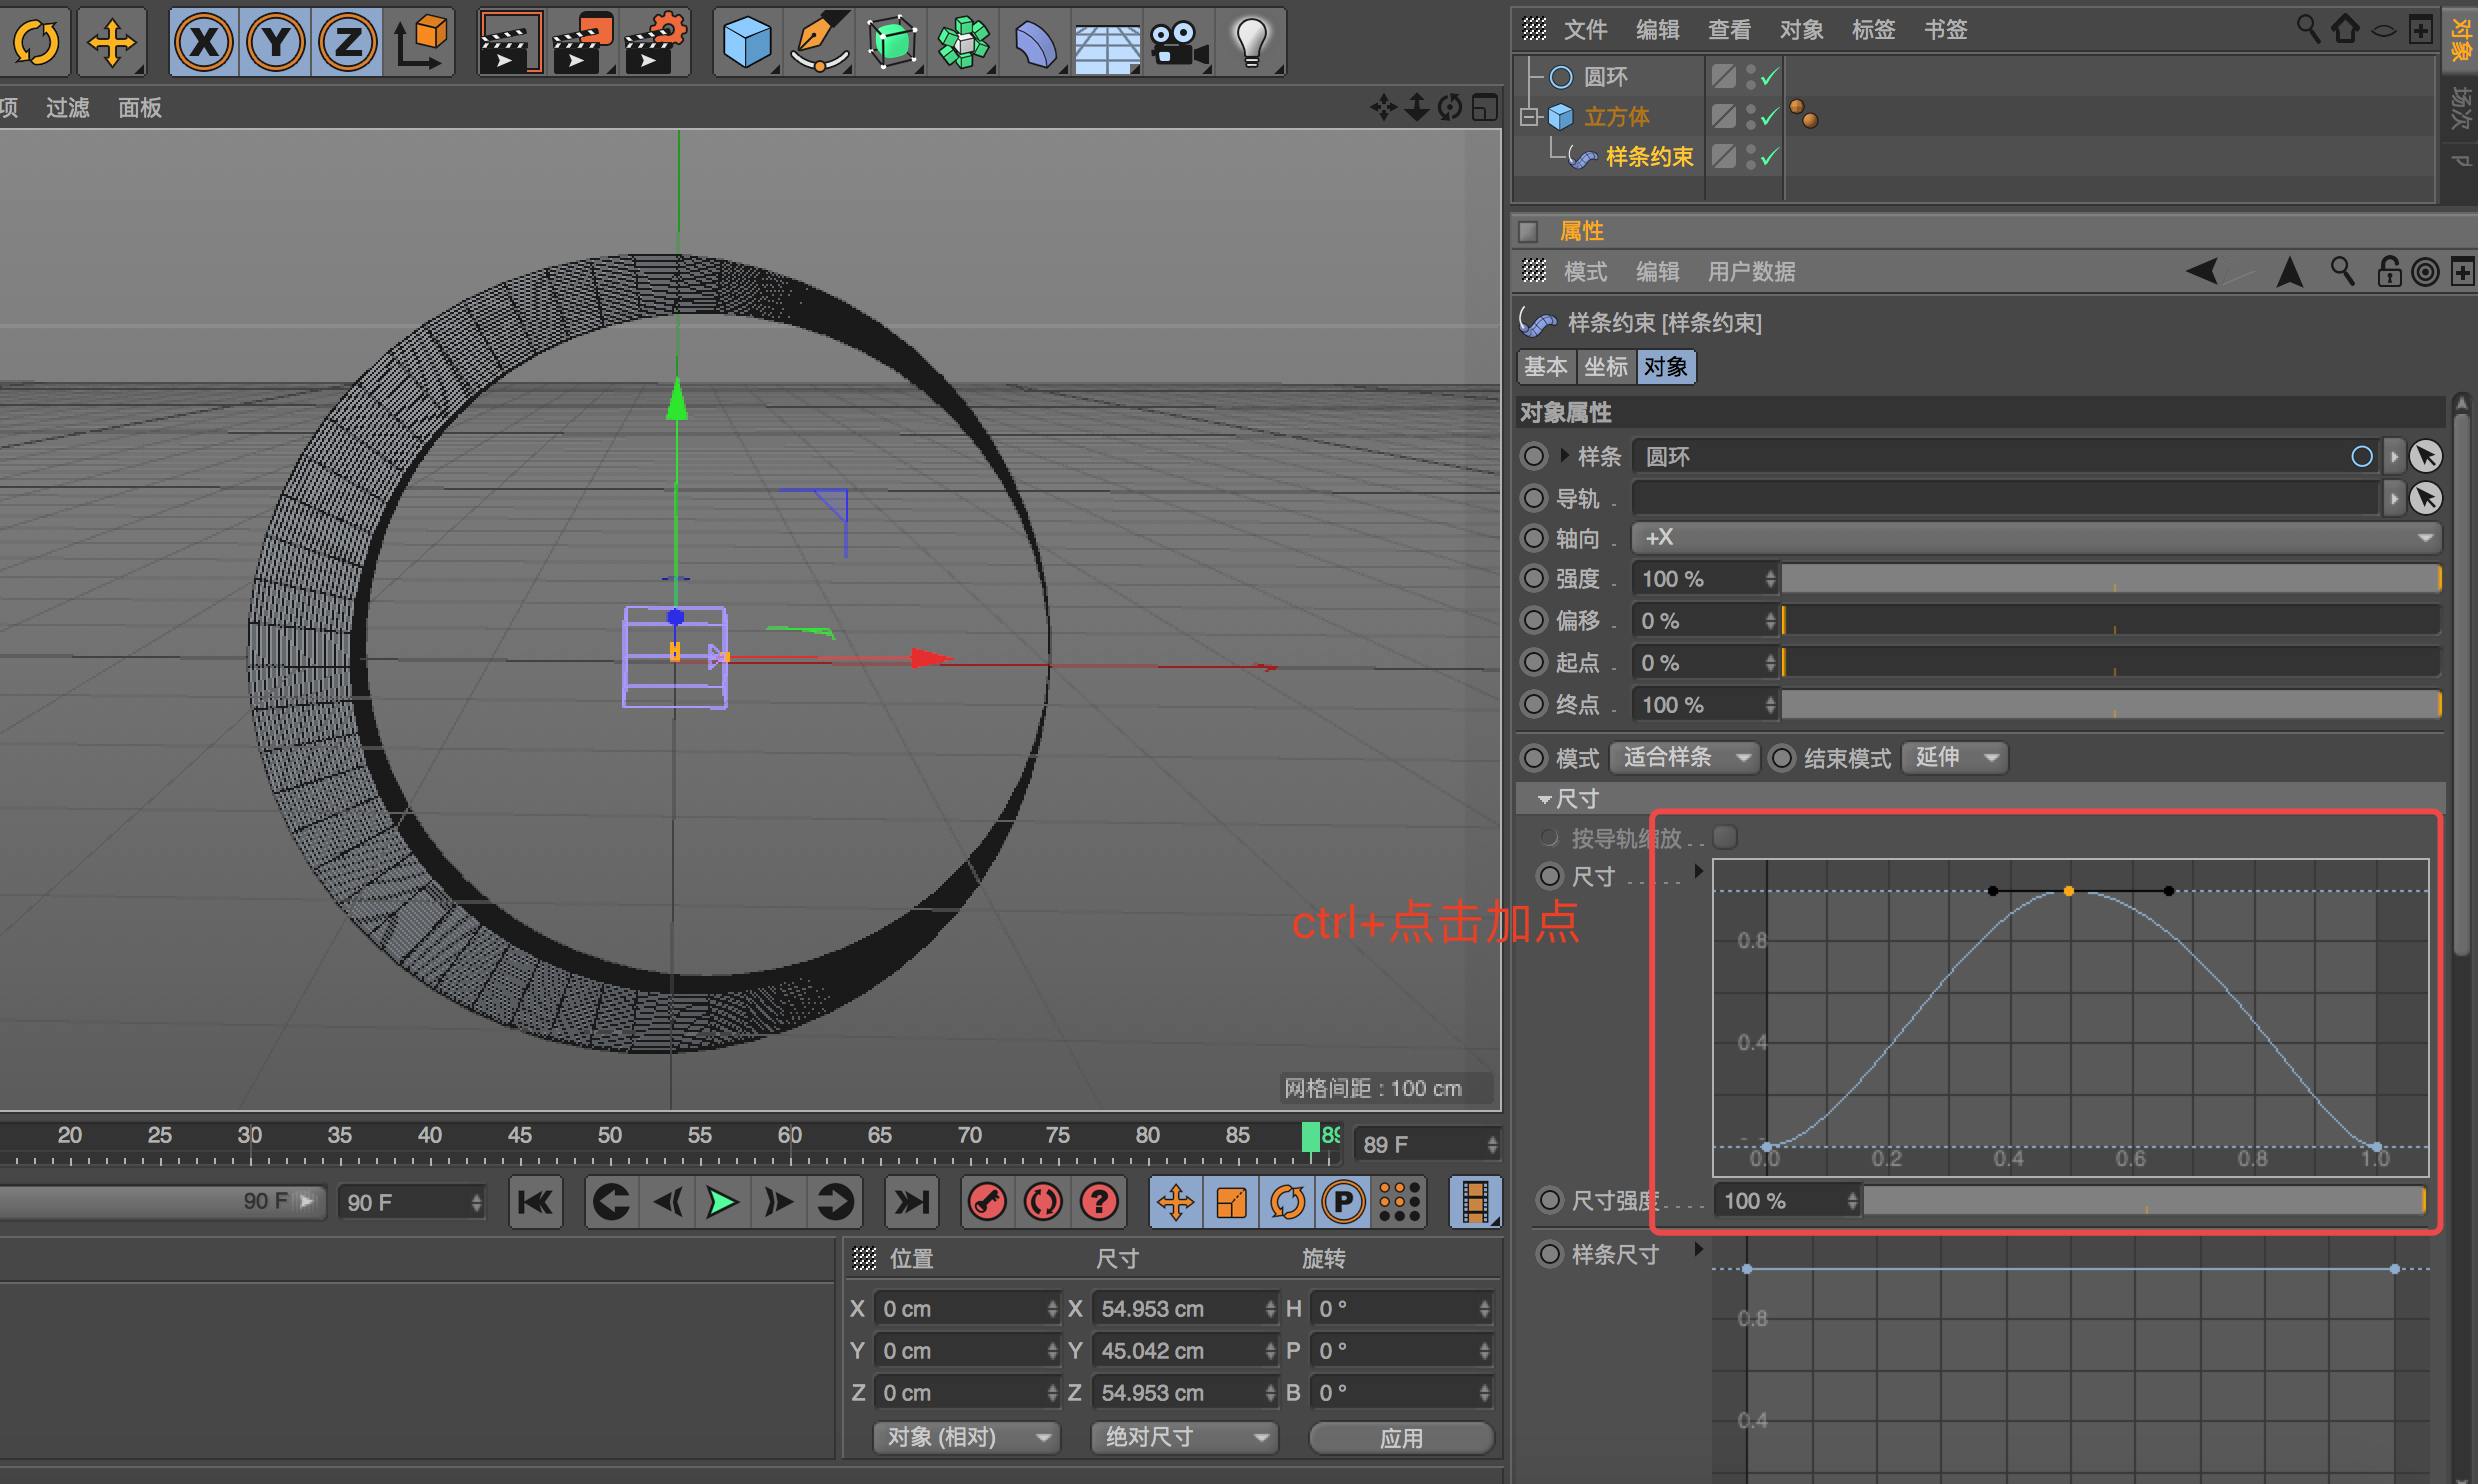 X Y Z
文件 编辑 查看 对象 标签 书签
对象
场次
圆环
立方体
样条约束
项 过滤 面板
属性
模式 编辑 用户数据
样条约束 [样条约束]
基本 坐标 对象
对象属性
样条 圆环
导轨
轴向 +X
强度 100 %
偏移 0 %
起点 0 %
终点 100 %
模式 适合样条 结束模式 延伸
尺寸
按导轨缩放
尺寸
ctrl+点击加点
0.8
0.4
0.0 0.2 0.4 0.6 0.8 1.0
尺寸强度 100 %
样条尺寸
0.8
0.4
网格间距 : 100 cm
20 25 30 35 40 45 50 55 60 65 70 75 80 85 89
89 F
90 F 90 F
P
位置 尺寸 旋转
X 0 cm X 54.953 cm H 0 °
Y 0 cm Y 45.042 cm P 0 °
Z 0 cm Z 54.953 cm B 0 °
对象 (相对) 绝对尺寸 应用